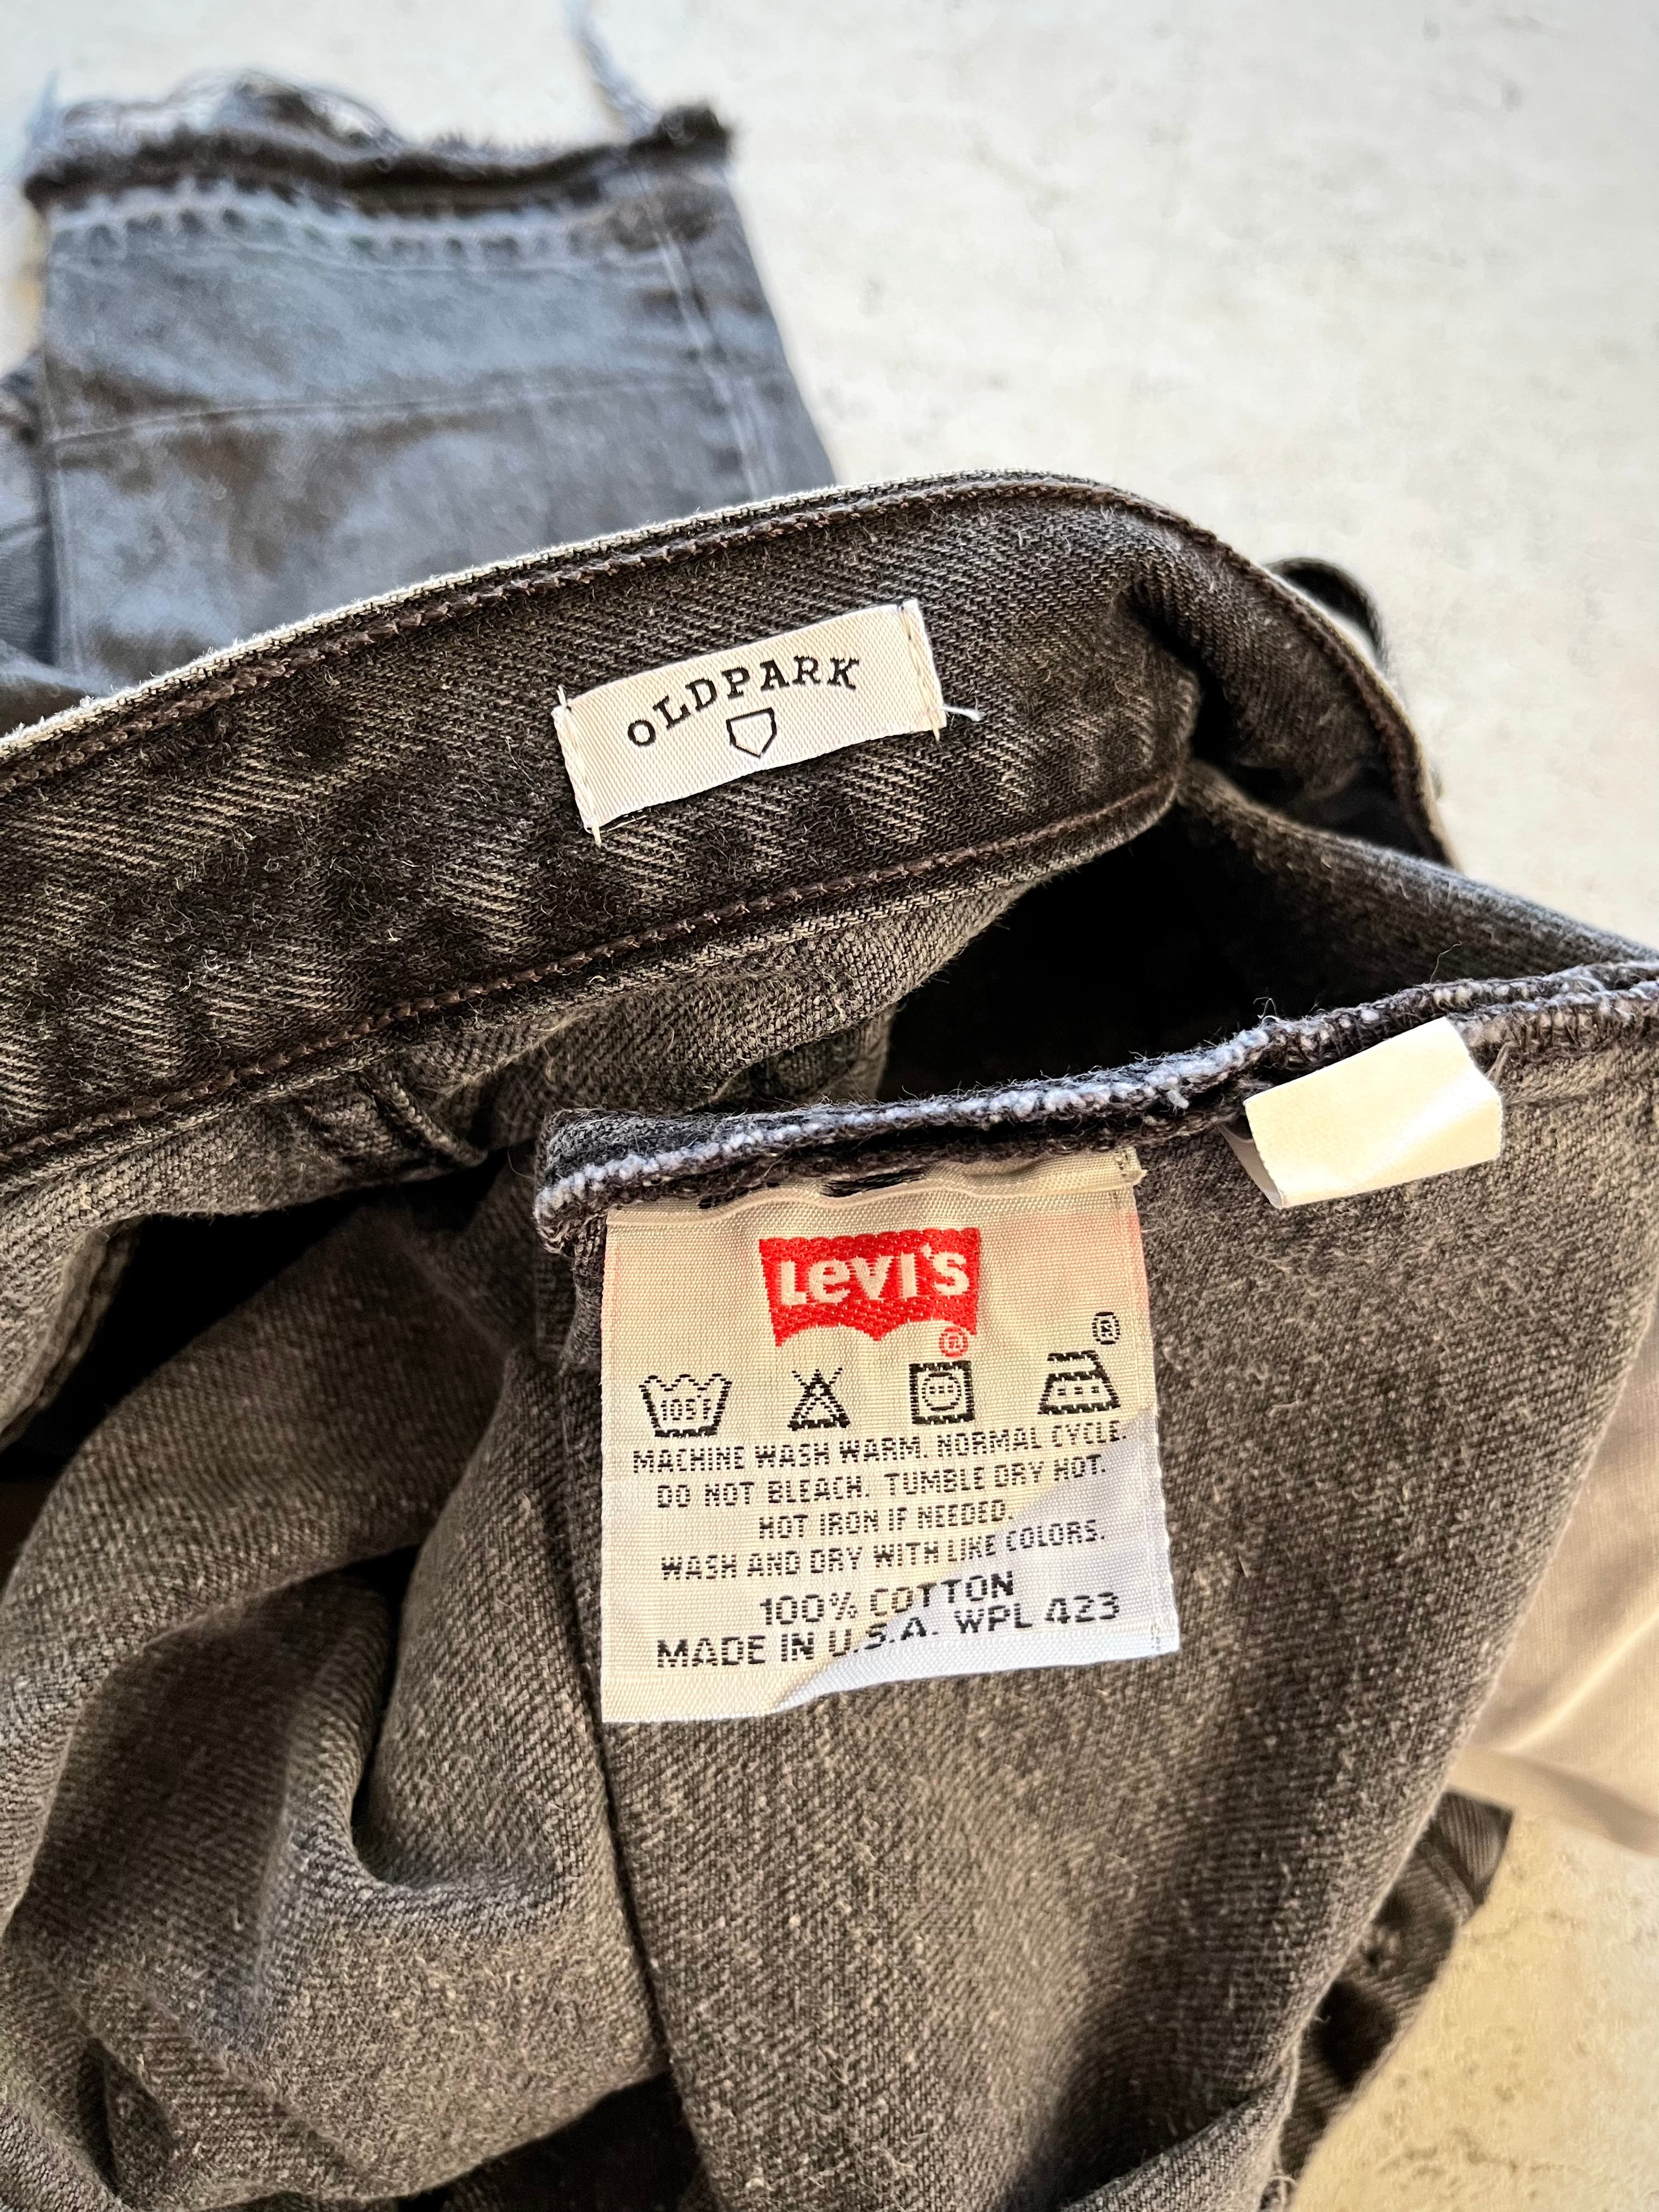 OLDPARK
Levi's
®
®
105F
MACHINE WASH WARM. NORMAL CYCLE.
DO NOT BLEACH. TUMBLE DRY HOT.
HOT IRON IF NEEDED.
WASH AND DRY WITH LIKE COLORS.
100% COTTON
MADE IN U.S.A. WPL 423